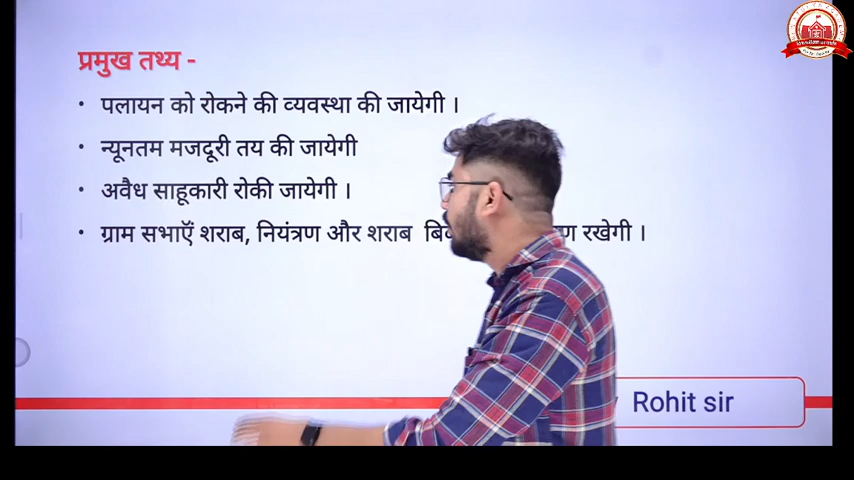 प्रमुख तथ्य -
• पलायन को रोकने की व्यवस्था की जायेगी ।
• न्यूनतम मजदूरी तय की जायेगी
• अवैध साहूकारी रोकी जायेगी ।
• ग्राम सभाऍं शराब, नियंत्रण और शराब रखेगी ।
Rohit sir